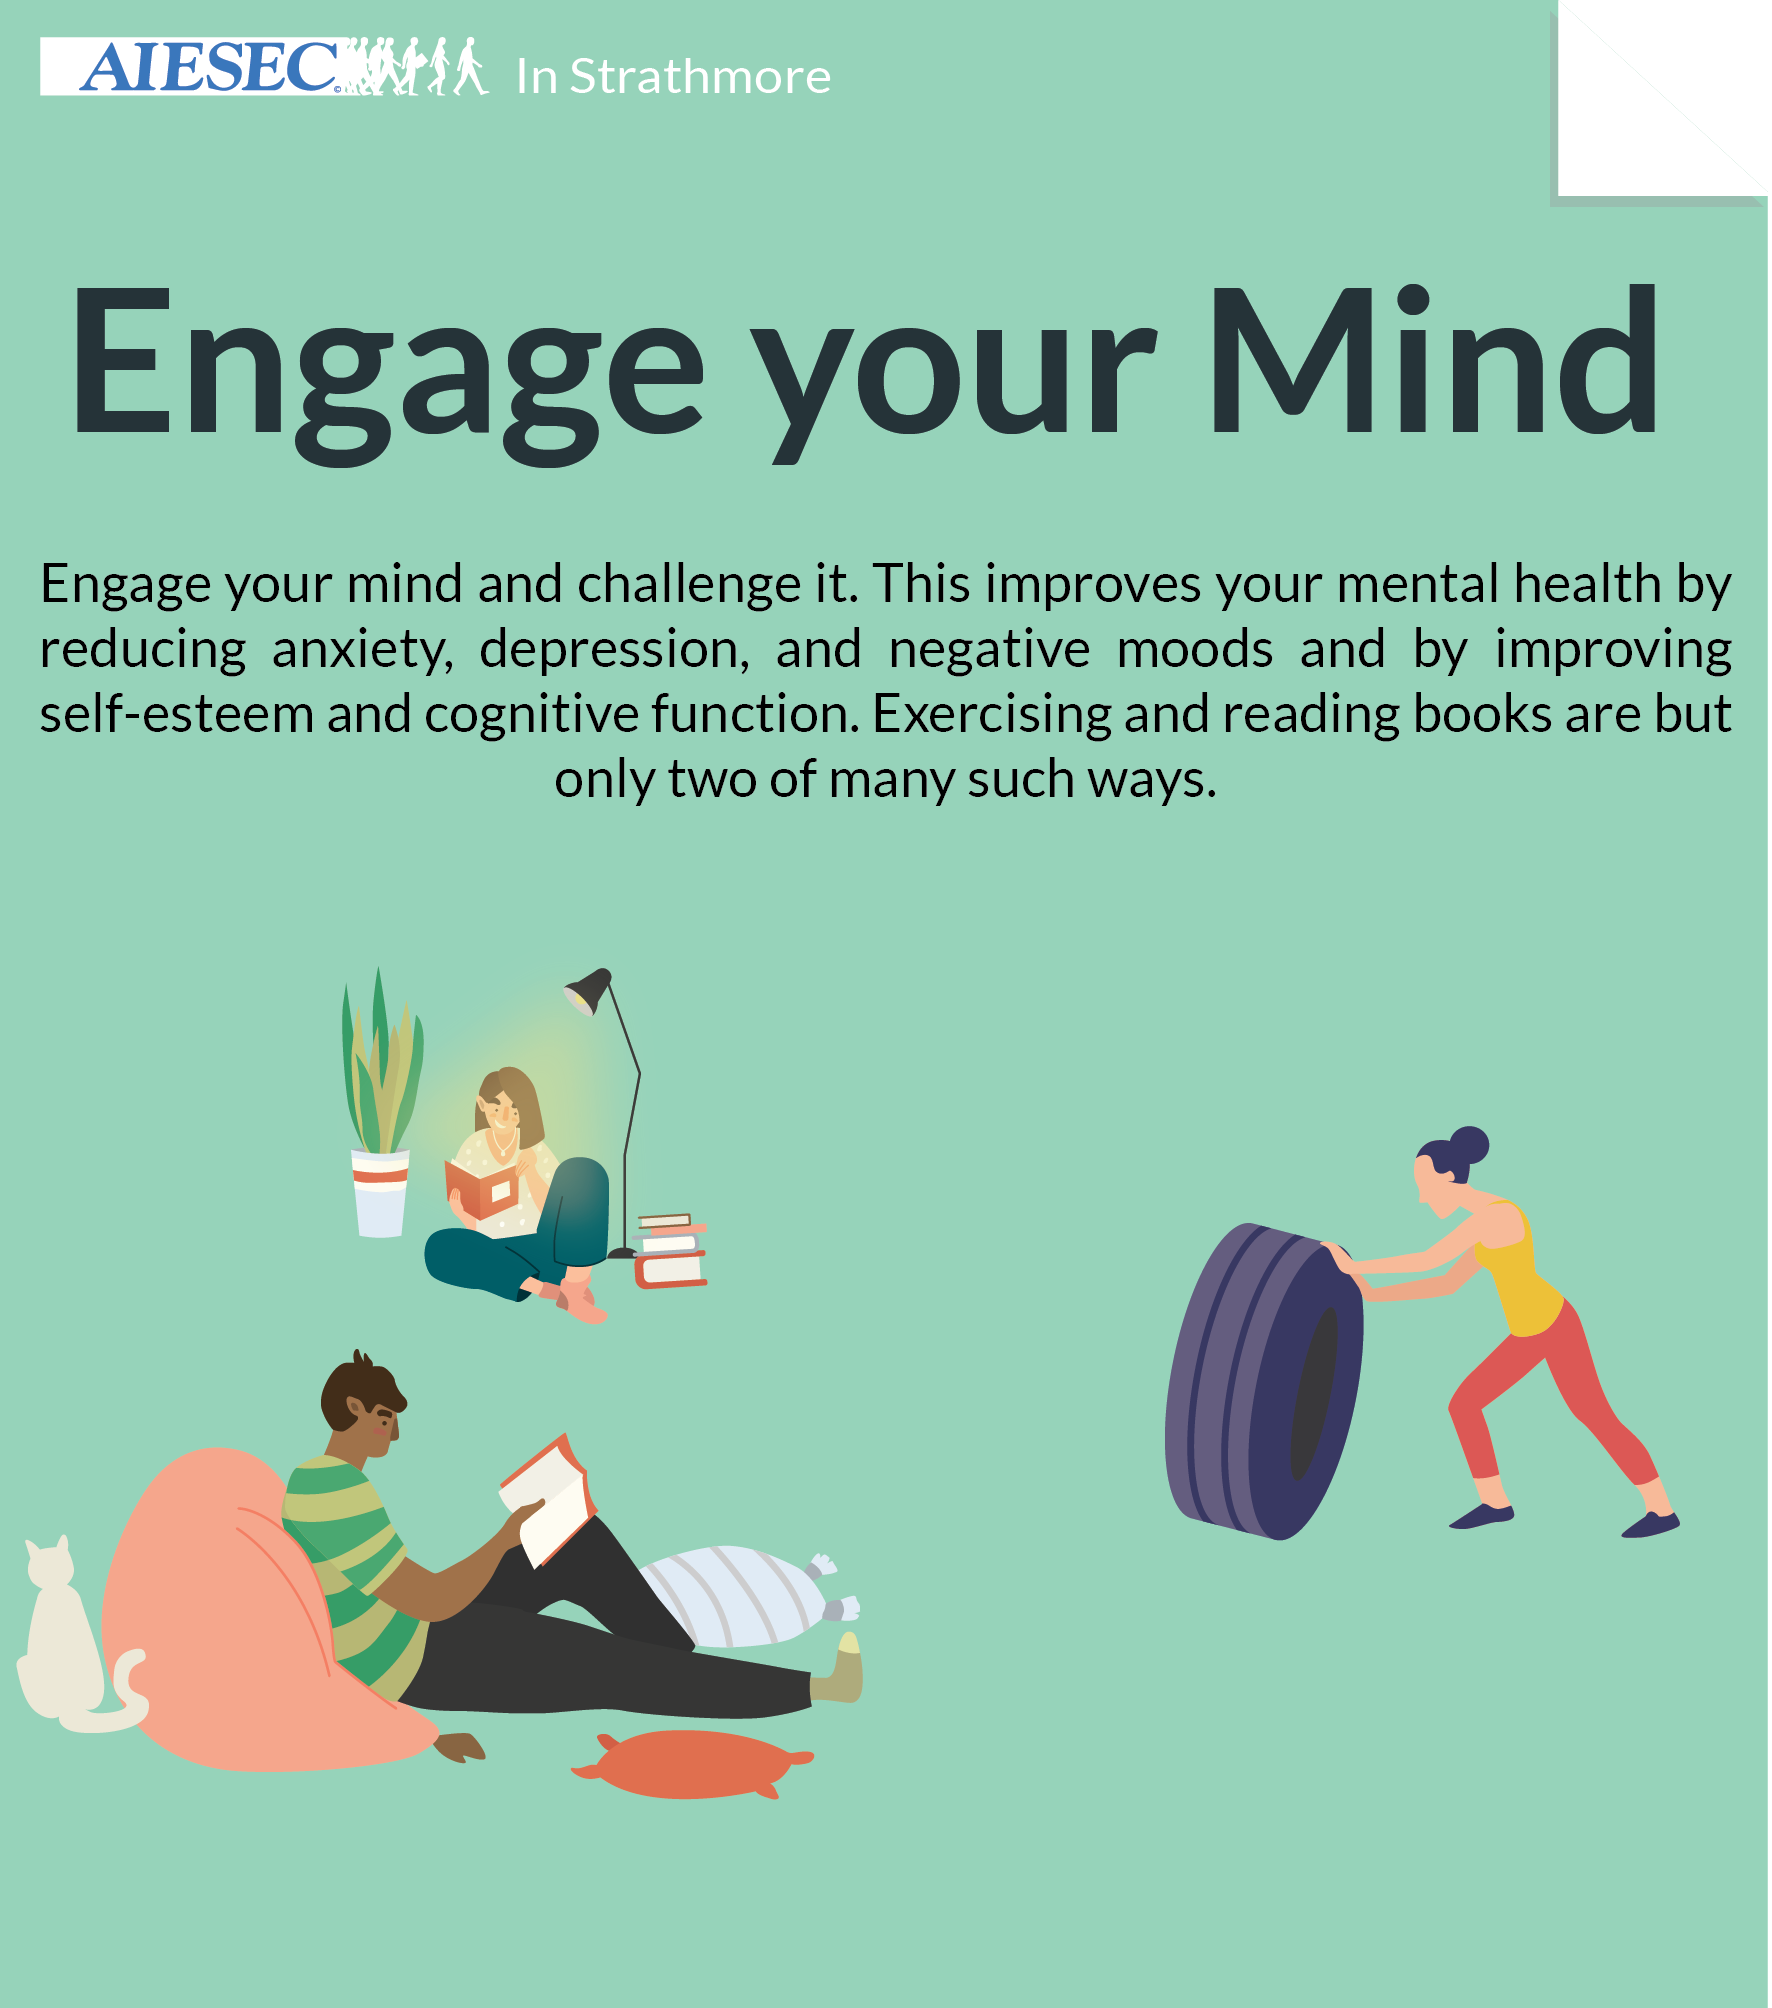 AIESEC In Strathmore
Engage your Mind
Engage your mind and challenge it. This improves your mental health by
reducing anxiety, depression, and negative moods and by improving
self-esteem and cognitive function. Exercising and reading books are but
only two of many such ways.